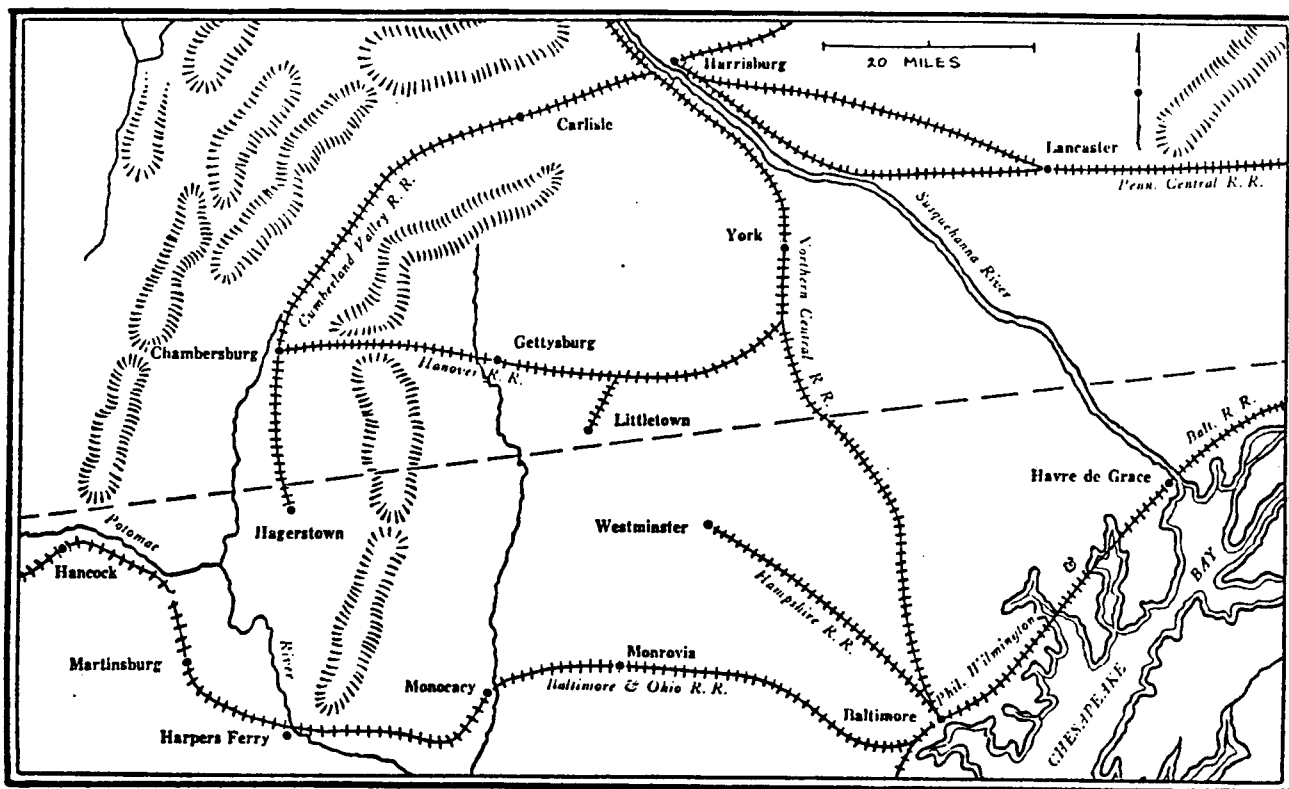 Harrisburg
20 MILES
Carlisle
Lancaster
Penn. Central R. R.
Cumberland Valley R. R.
York
Northern Central R. R.
Susquehanna River
Chambersburg
Gettysburg
Hanover R. R.
Littletown
Balt. R. R.
Havre de Grace
Potomac
Hagerstown
Westminster
Hancock
Hampshire R. R.
&
BAY
Martinsburg
River
Monocacy
Monrovia
Baltimore & Ohio R. R.
Phil. Wilmington
Baltimore
Harpers Ferry
CHESAPEAKE